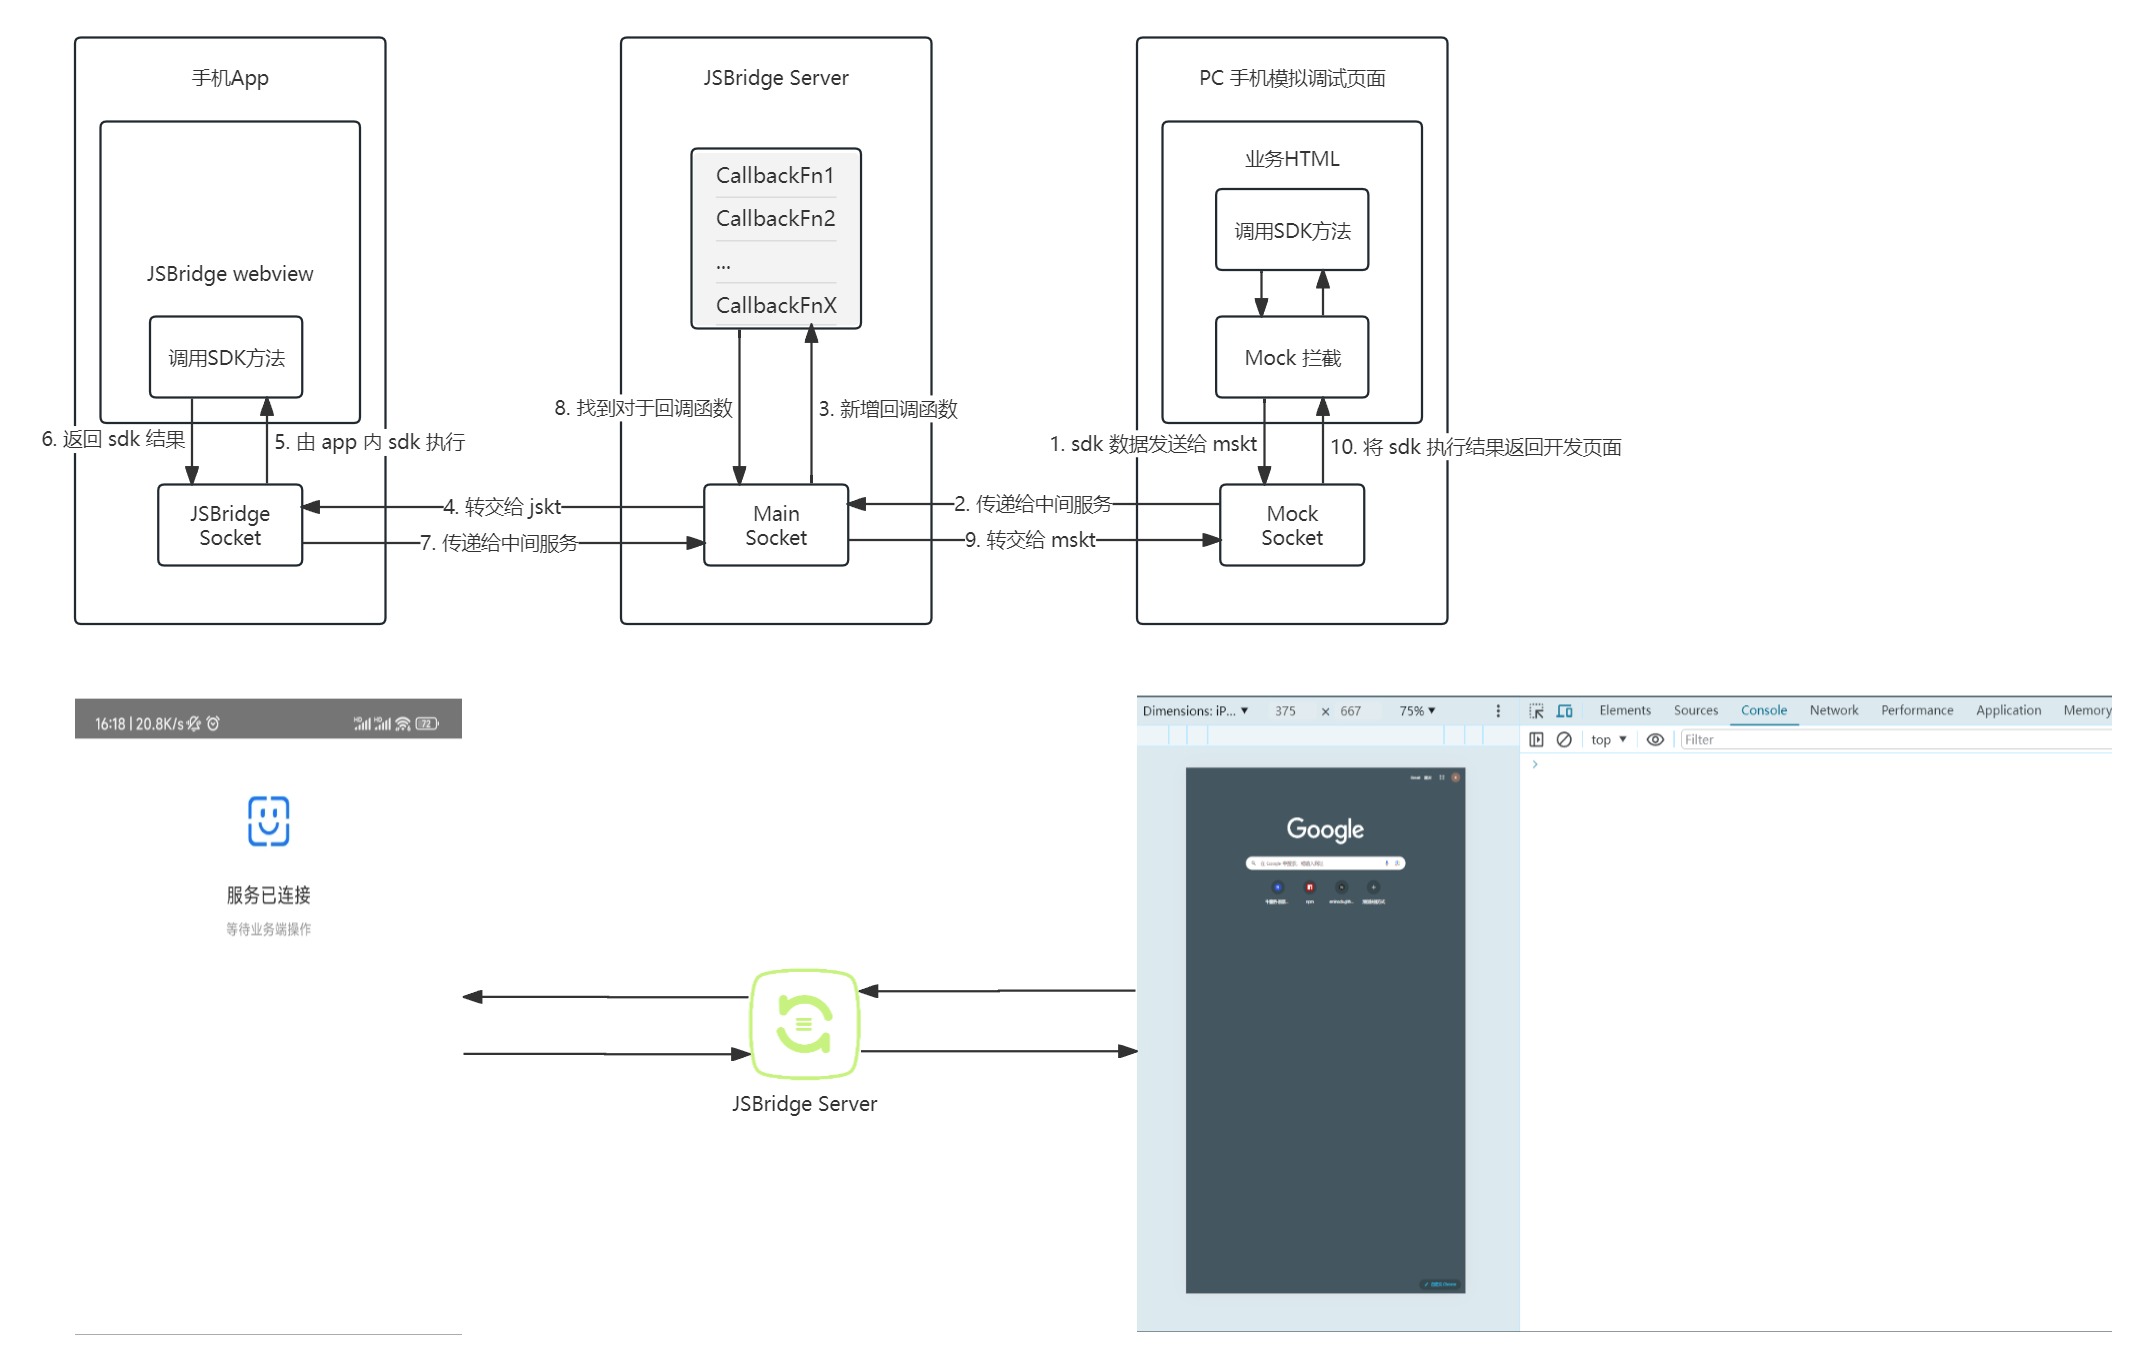 手机App
JSBridge webview
调用SDK方法
6. 返回 sdk 结果
5. 由 app 内 sdk 执行
JSBridge
Socket
JSBridge Server
CallbackFn1
CallbackFn2
...
CallbackFnX
8. 找到对于回调函数
3. 新增回调函数
4. 转交给 jskt
7. 传递给中间服务
Main
Socket
PC 手机模拟调试页面
业务HTML
调用SDK方法
Mock 拦截
1. sdk 数据发送给 mskt
10. 将 sdk 执行结果返回开发页面
2. 传递给中间服务
9. 转交给 mskt
Mock
Socket
16:18 | 20.8K/s
72
服务已连接
等待业务端操作
JSBridge Server
Dimensions: iP... 375 × 667 75%
Elements Sources Console Network Performance Application Memory
top Filter
Google